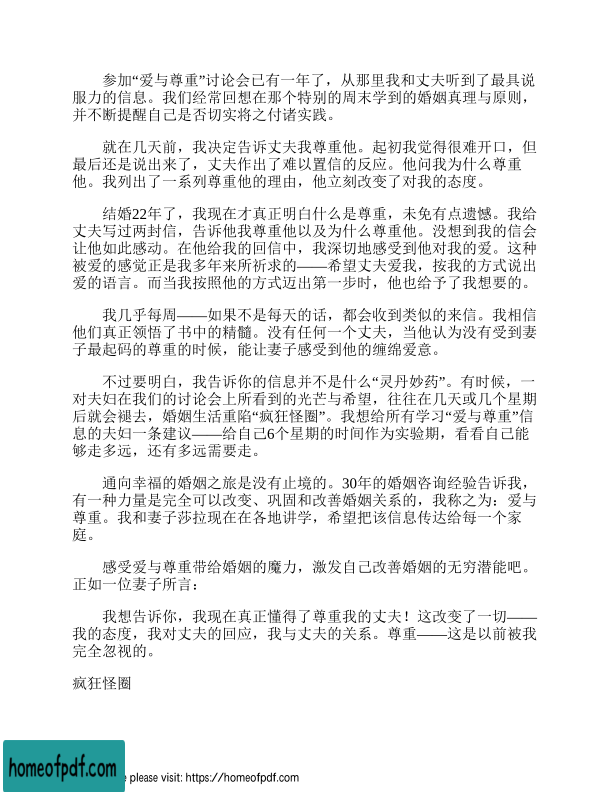 参加“爱与尊重”讨论会已有一年了，从那里我和丈夫听到了最具说
服力的信息。我们经常回想在那个特别的周末学到的婚姻真理与原则，
并不断提醒自己是否切实将之付诸实践。
就在几天前，我决定告诉丈夫我尊重他。起初我觉得很难开口，但
最后还是说出来了，丈夫作出了难以置信的反应。他问我为什么尊重
他。我列出了一系列尊重他的理由，他立刻改变了对我的态度。
结婚22年了，我现在才真正明白什么是尊重，未免有点遗憾。我给
丈夫写过两封信，告诉他我尊重他以及为什么尊重他。没想到我的信会
让他如此感动。在他给我的回信中，我深切地感受到他对我的爱。这种
被爱的感觉正是我多年来所祈求的——希望丈夫爱我，按我的方式说出
爱的语言。而当我按照他的方式迈出第一步时，他也给予了我想要的。
我几乎每周——如果不是每天的话，都会收到类似的来信。我相信
他们真正领悟了书中的精髓。没有任何一个丈夫，当他认为没有受到妻
子最起码的尊重的时候，能让妻子感受到他的缠绵爱意。
不过要明白，我告诉你的信息并不是什么“灵丹妙药”。有时候，一
对夫妇在我们的讨论会上所看到的光芒与希望，往往在几天或几个星期
后就会褪去，婚姻生活重陷“疯狂怪圈”。我想给所有学习“爱与尊重”信
息的夫妇一条建议——给自己6个星期的时间作为实验期，看看自己能
够走多远，还有多远需要走。
通向幸福的婚姻之旅是没有止境的。30年的婚姻咨询经验告诉我，
有一种力量是完全可以改变、巩固和改善婚姻关系的，我称之为：爱与
尊重。我和妻子莎拉现在在各地讲学，希望把该信息传达给每一个家
庭。
感受爱与尊重带给婚姻的魔力，激发自己改善婚姻的无穷潜能吧。
正如一位妻子所言：
我想告诉你，我现在真正懂得了尊重我的丈夫！这改变了一切——
我的态度，我对丈夫的回应，我与丈夫的关系。尊重——这是以前被我
完全忽视的。
疯狂怪圈
homeofpdf.com
please visit: https://homeofpdf.com